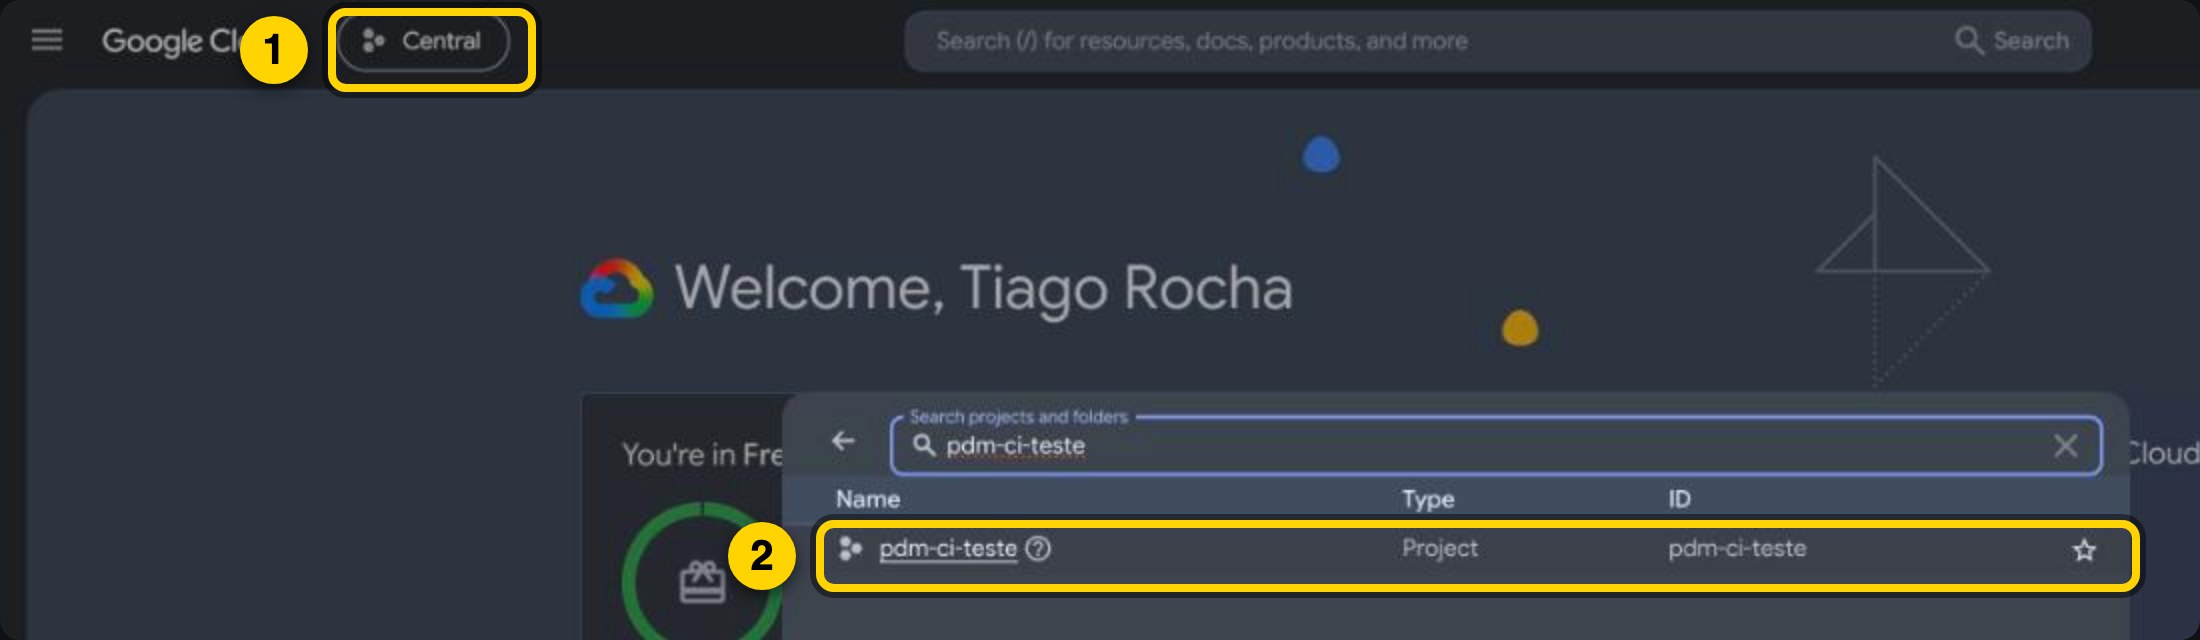 Google Cl
1
Central
Search (/) for resources, docs, products, and more
Search
Welcome, Tiago Rocha
You're in Fre
Search projects and folders
pdm-ci-teste
Cloud
Name Type ID
2
pdm-ci-teste Project pdm-ci-teste